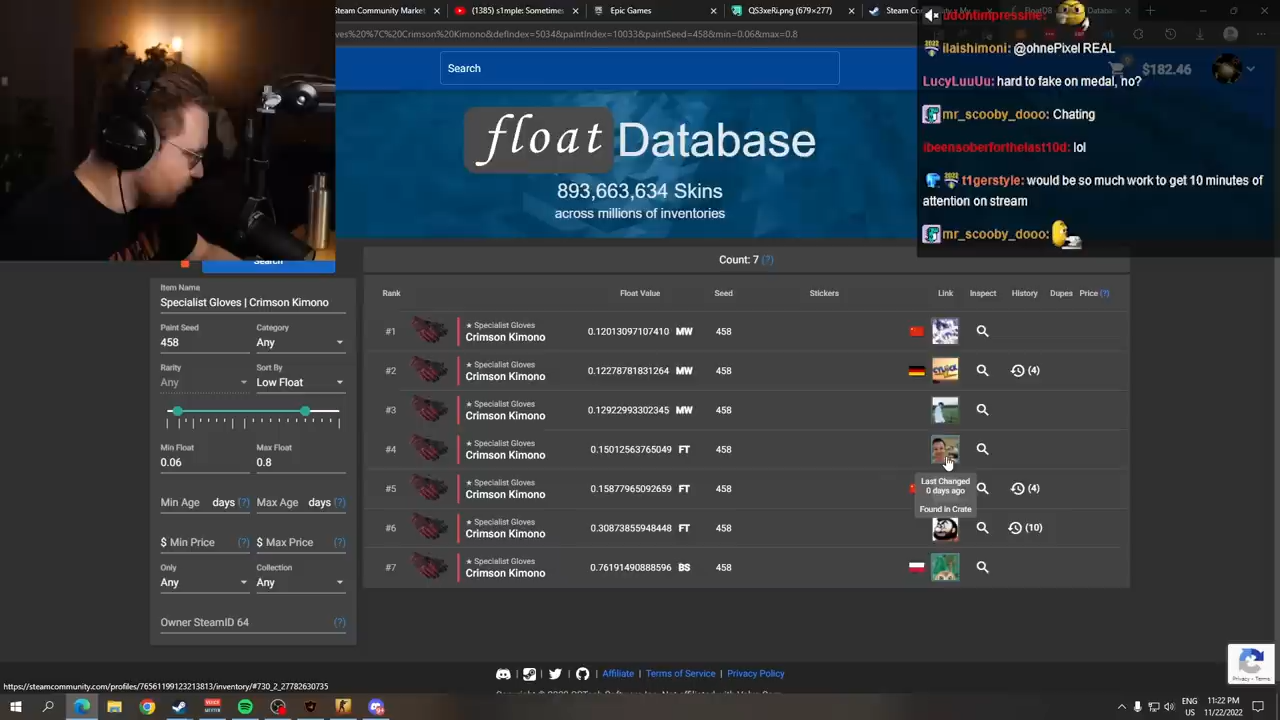 Steam Community Market
(1385) s1mple: Sometimes
Epic Games
QS3xeRi.png (679×277)
ves%20%7C%20Crimson%20Kimono&defIndex=5034&paintIndex=10033&paintSeed=458&min=0.06&max=0.8
udontimpressme:
ilaishimoni: @ohnePixel REAL
LucyLuuUu: hard to fake on medal, no?
mr_scooby_dooo: Chating
ibeensoberforthelast10d: lol
t1gerstyle: would be so much work to get 10 minutes of
attention on stream
mr_scooby_dooo:
$182.46
Search
float Database
893,663,634 Skins
across millions of inventories
Search
Item Name
Specialist Gloves | Crimson Kimono
Paint Seed
Category
458
Any
Rarity
Sort By
Any
Low Float
Min Float
Max Float
0.06
0.8
Min Age days (?)
Max Age days (?)
$ Min Price (?)
$ Max Price (?)
Only
Collection
Any
Any
Owner SteamID 64 (?)
Count: 7 (?)
Rank Float Value Seed Stickers Link Inspect History Dupes Price (?)
#1 ★ Specialist Gloves
Crimson Kimono 0.12013097107410 MW 458
#2 ★ Specialist Gloves
Crimson Kimono 0.12278781831264 MW 458 (4)
#3 ★ Specialist Gloves
Crimson Kimono 0.12922993302345 MW 458
#4 ★ Specialist Gloves
Crimson Kimono 0.15012563765049 FT 458
#5 ★ Specialist Gloves
Crimson Kimono 0.15877965092659 FT 458 (4)
Last Changed
0 days ago
Found in Crate
#6 ★ Specialist Gloves
Crimson Kimono 0.30873855948448 FT 458 (10)
#7 ★ Specialist Gloves
Crimson Kimono 0.76191490888596 BS 458
Affiliate | Terms of Service | Privacy Policy
Privacy - Terms
https://steamcommunity.com/profiles/76561199123213813/inventory/#730_2_27782630735
ENG
US
11:22 PM
11/22/2022